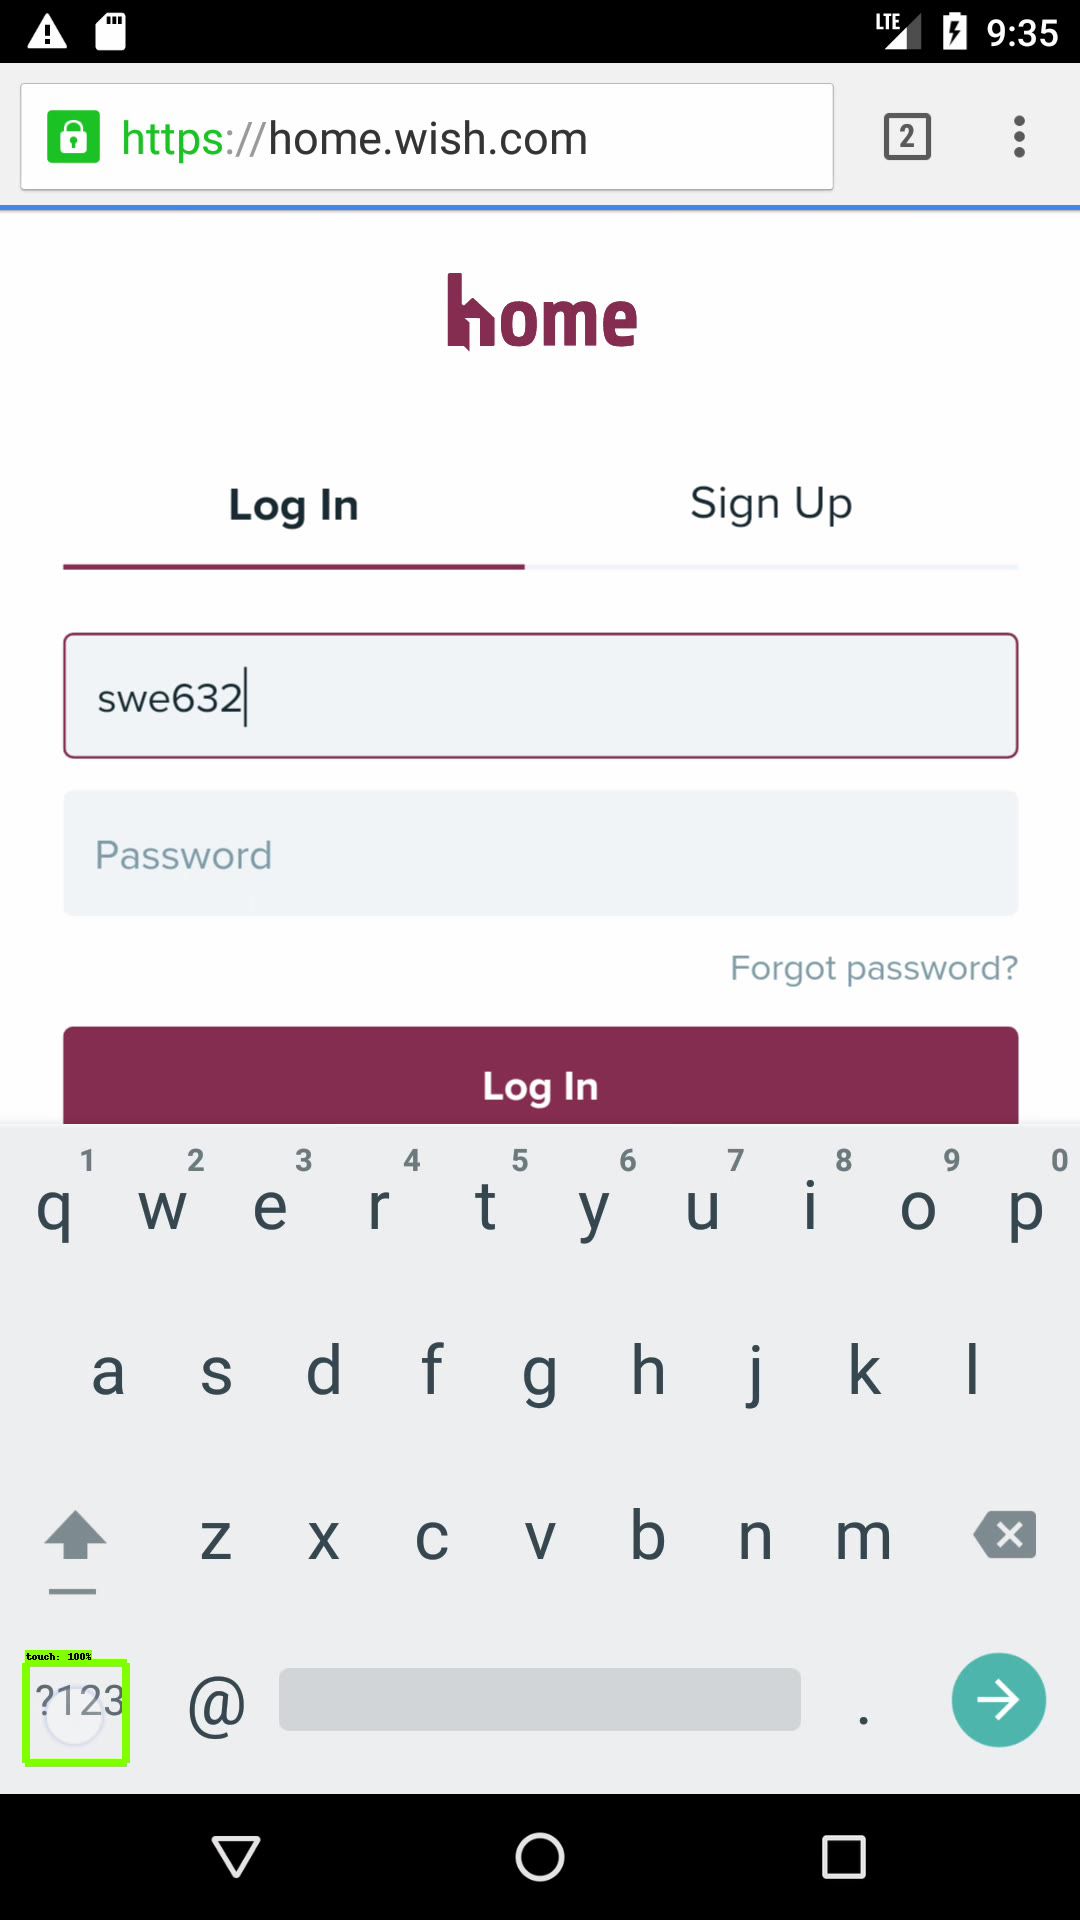 LTE 9:35
https://home.wish.com 2
home
Log In Sign Up
swe632
Password
Forgot password?
Log In
1 2 3 4 5 6 7 8 9 0
q w e r t y u i o p
a s d f g h j k l
z x c v b n m
touch: 100%
?123 @ .